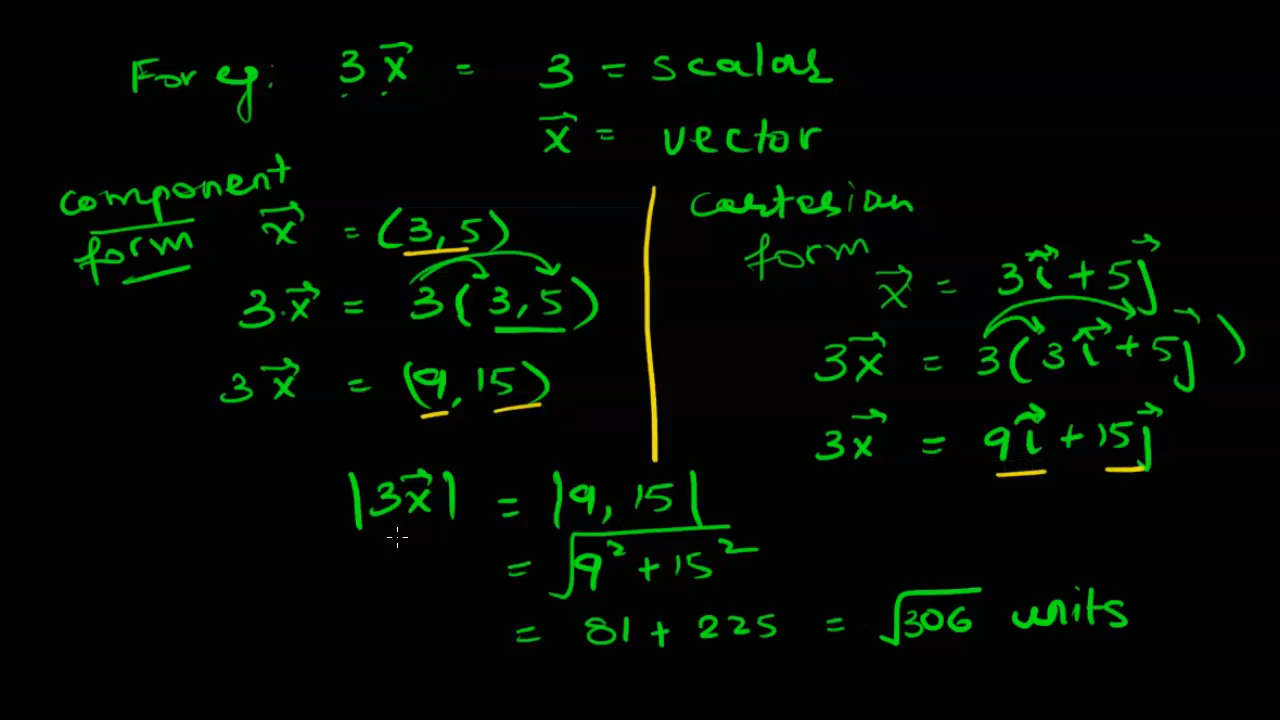 For eg: 3x⃗ = 3 = scalar
x⃗ = vector
component
form
x⃗ = (3, 5)
3·x⃗ = 3(3, 5)
3x⃗ = (9, 15)
cartesian
form
x⃗ = 3i⃗ + 5j⃗
3x⃗ = 3(3i⃗ + 5j⃗)
3x⃗ = 9i⃗ + 15j⃗
|3x⃗| = |9, 15|
= √9² + 15²
= 81 + 225 = √306 units